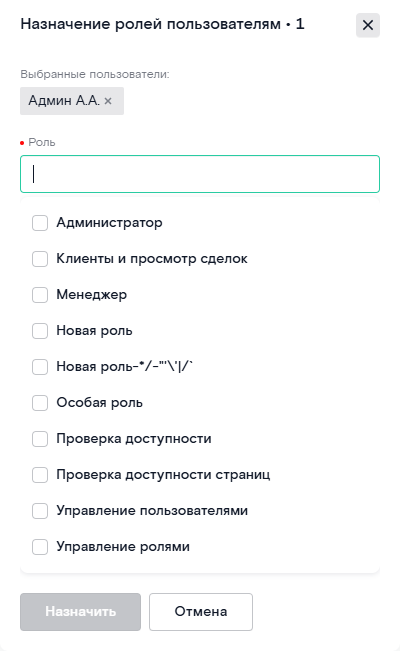 Назначение ролей пользователям • 1
Выбранные пользователи:
Админ А.А.
Роль
Администратор
Клиенты и просмотр сделок
Менеджер
Новая роль
Новая роль-*/-"'\'|/`
Особая роль
Проверка доступности
Проверка доступности страниц
Управление пользователями
Управление ролями
Назначить
Отмена